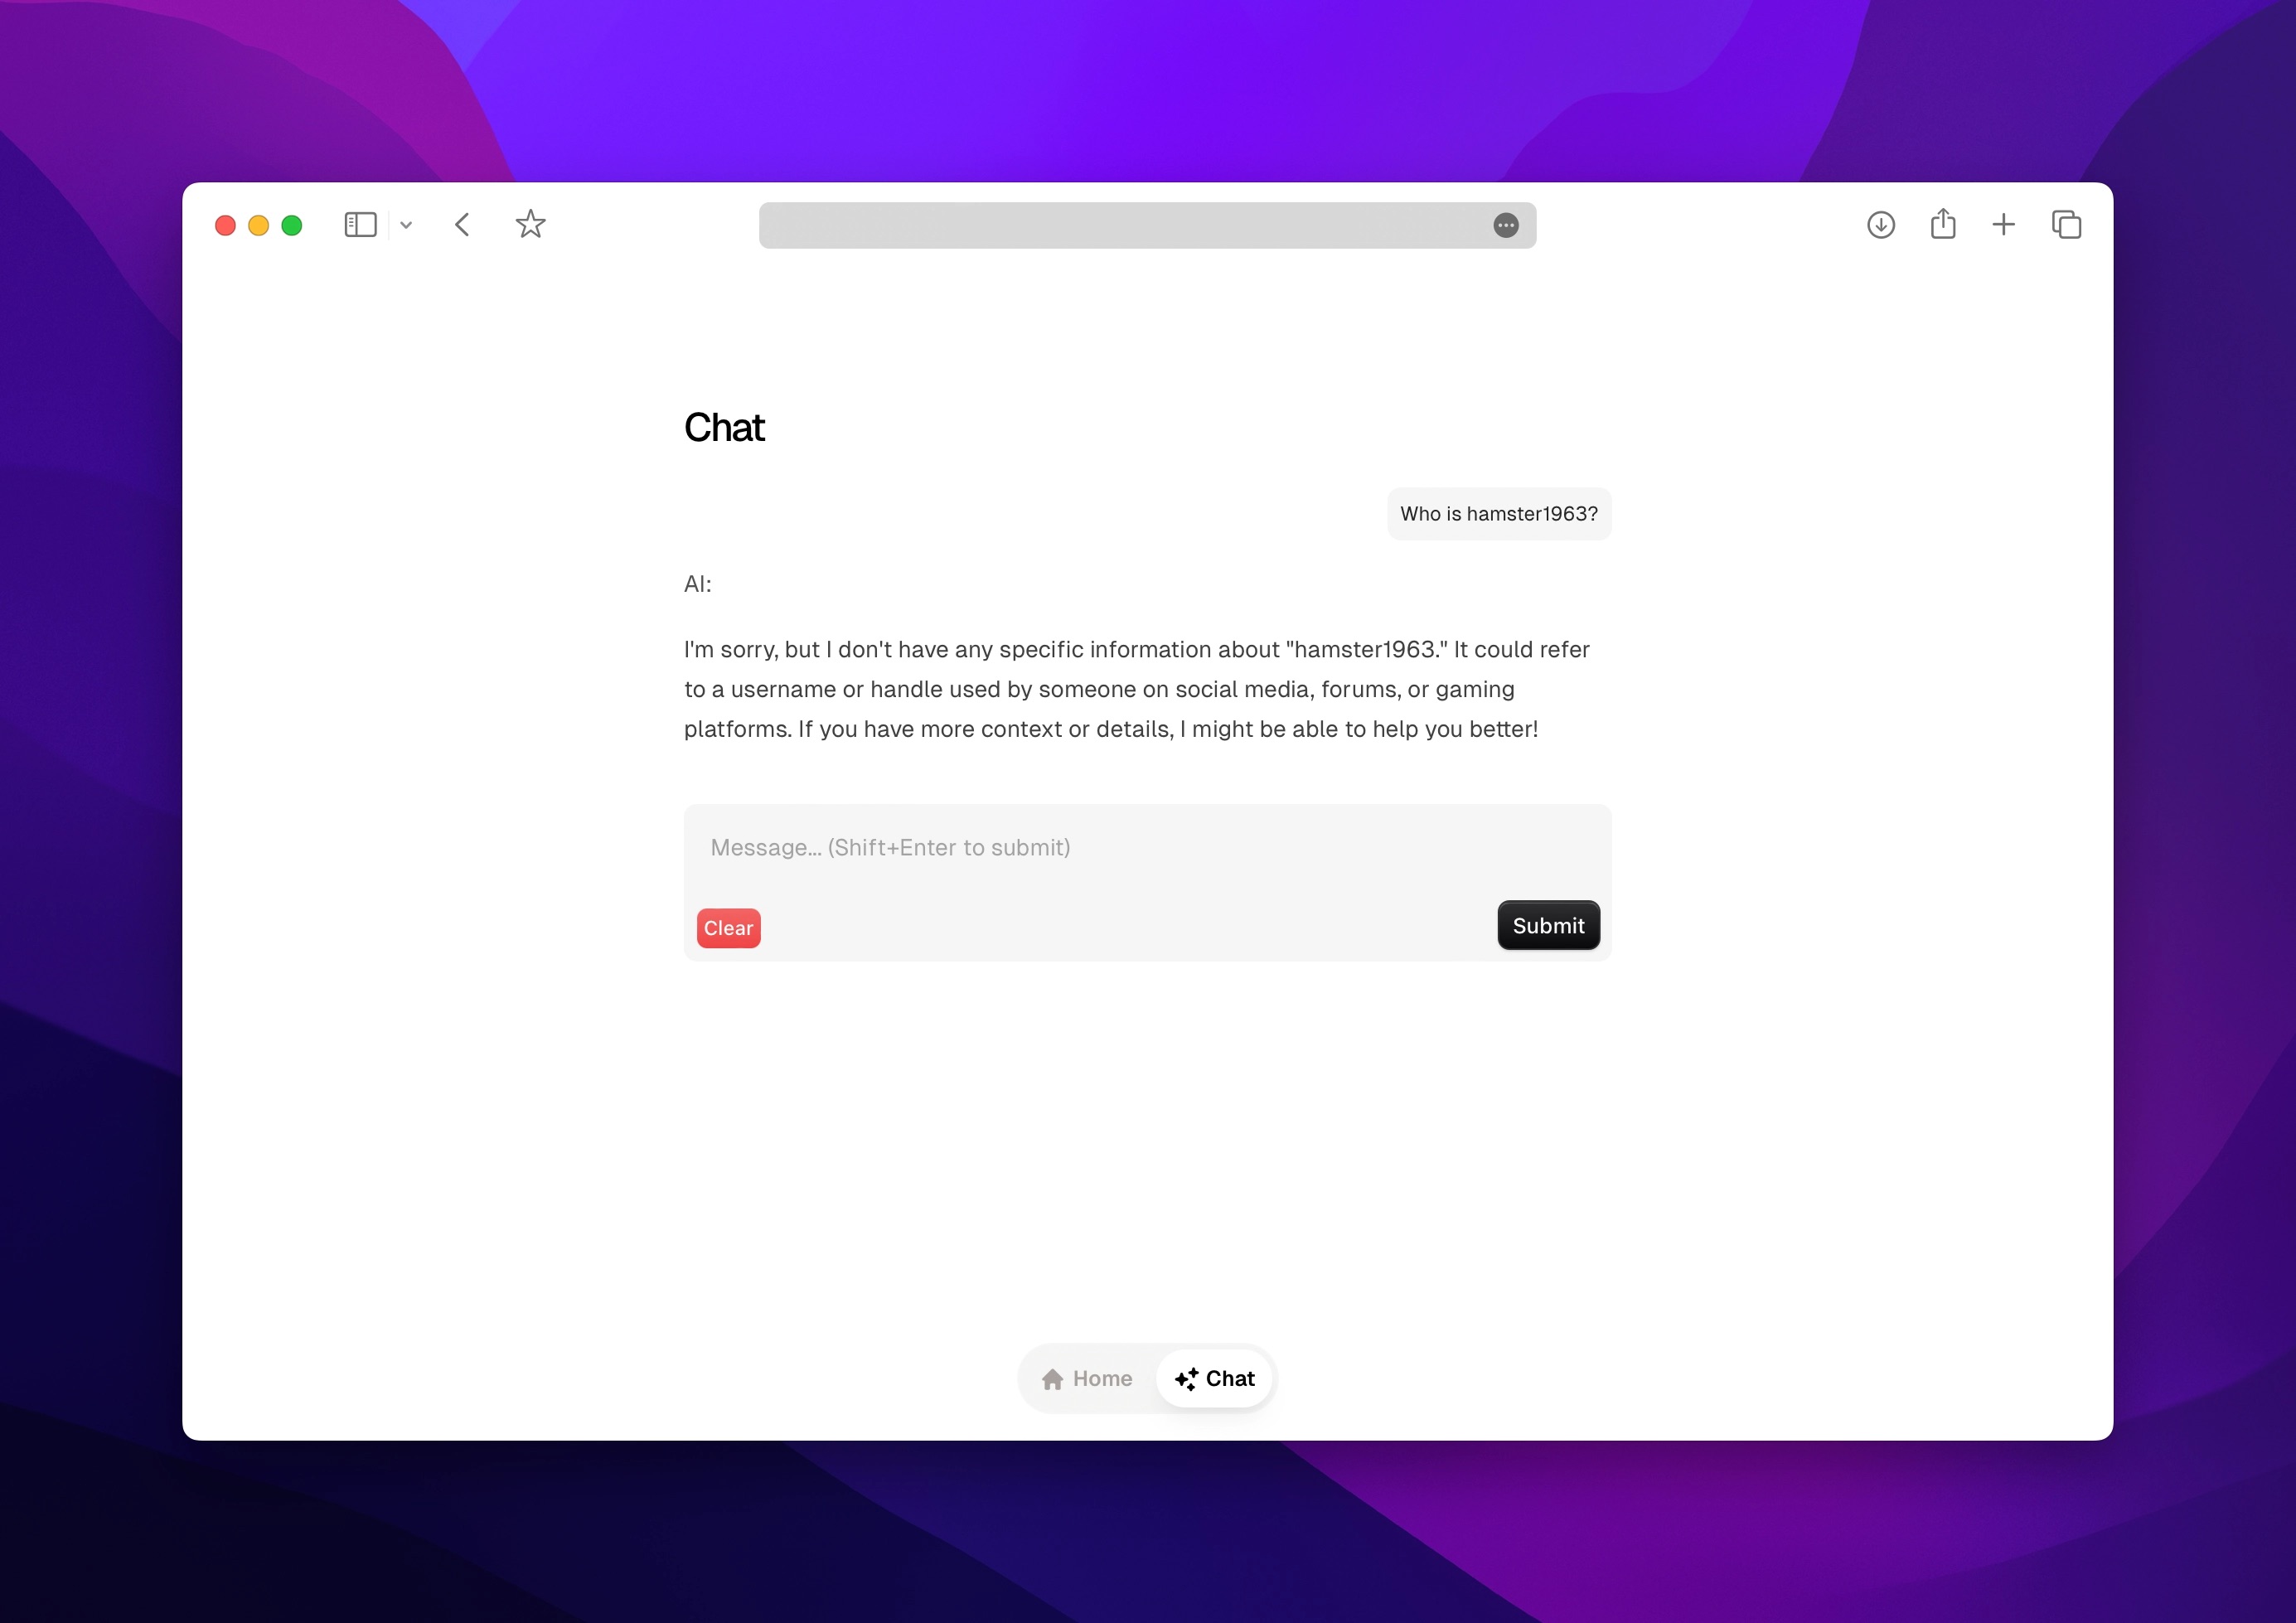 Chat
Who is hamster1963?
AI:
I'm sorry, but I don't have any specific information about "hamster1963." It could refer
to a username or handle used by someone on social media, forums, or gaming
platforms. If you have more context or details, I might be able to help you better!
Message... (Shift+Enter to submit)
Clear
Submit
Home
Chat